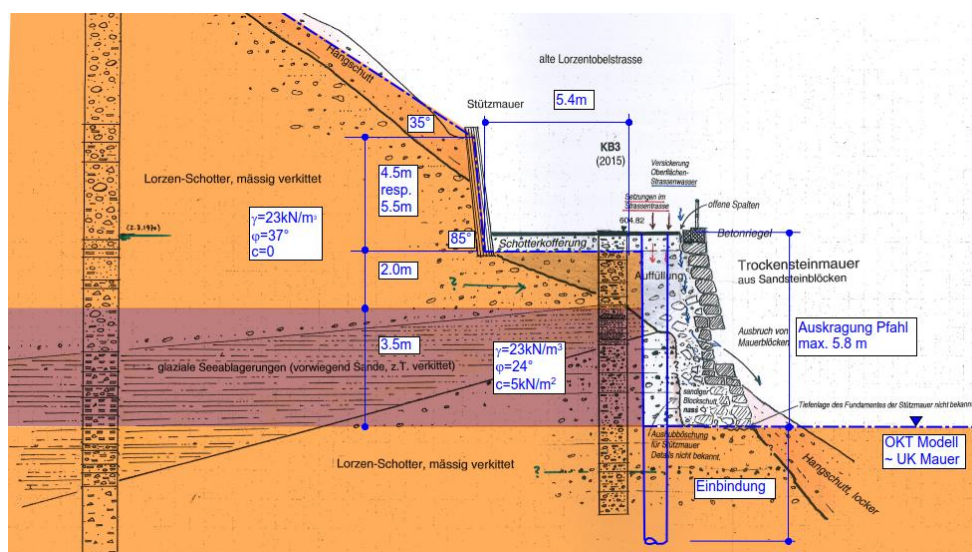 alte Lorzentobelstrasse
Hangschutt
Stützmauer
5.4m
35°
KB3
(2015)
Versickerung
Oberflächen-
Strassenwasser
Setzungen im
Strassentrasse
offene Spalten
604.82
Lorzen-Schotter, mässig verkittet
4.5m
resp.
5.5m
Betonriegel
γ=23kN/m³
φ=37°
c=0
85°
Schotterkofferung
Auffüllung
Trockensteinmauer
aus Sandsteinblöcken
2.0m
?
Ausbruch von
Mauerblöcken
Auskragung Pfahl
max. 5.8 m
3.5m
γ=23kN/m³
φ=24°
c=5kN/m²
glaziale Seeablagerungen (vorwiegend Sande, z.T. verkittet)
sandiger
Blockschutt,
nass
Tiefenlage des Fundamentes der Stützmauer nicht bekannt
Aushubböschung
für Stützmauer
Details nicht bekannt.
OKT Modell
~ UK Mauer
Lorzen-Schotter, mässig verkittet
?
?
Einbindung
Hangschutt, locker